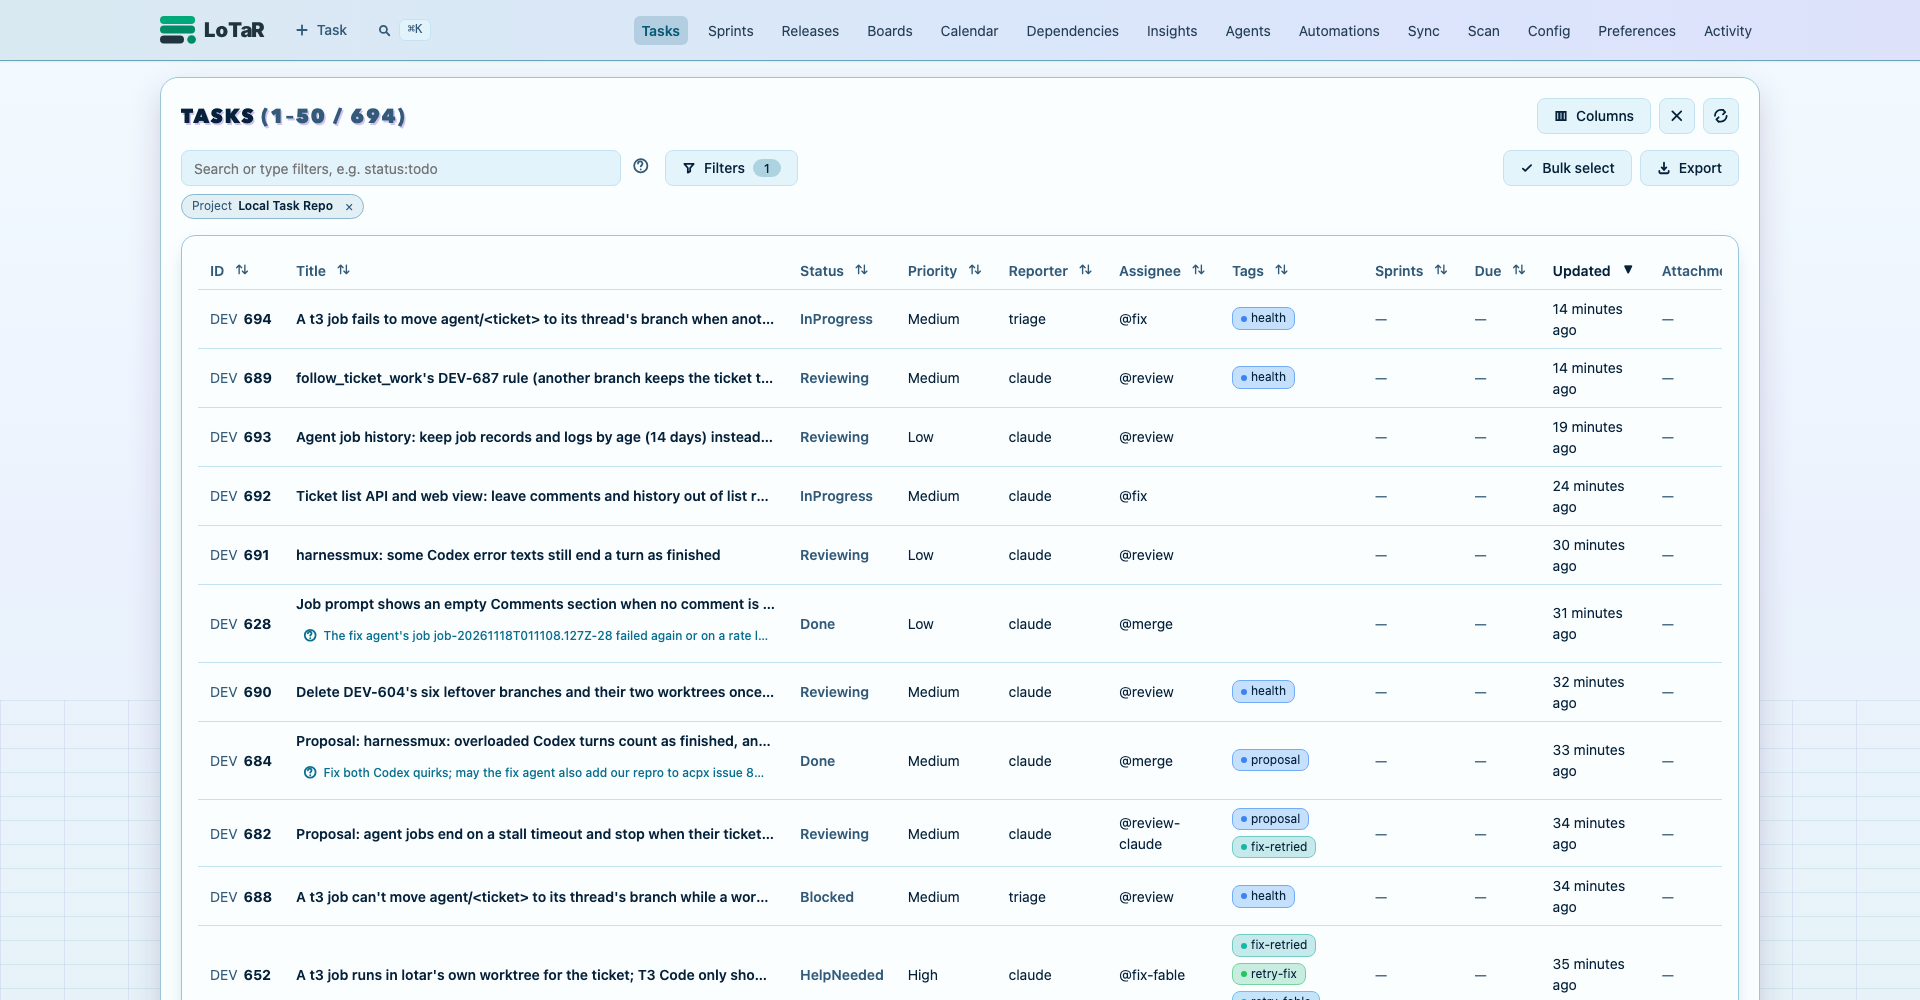 LoTaR
+ Task
⌘K
Tasks
Sprints
Releases
Boards
Calendar
Dependencies
Insights
Agents
Automations
Sync
Scan
Config
Preferences
Activity
TASKS (1-50 / 694)
Columns
Search or type filters, e.g. status:todo
Filters 1
Bulk select
Export
Project Local Task Repo ×
ID Title Status Priority Reporter Assignee Tags Sprints Due Updated ▼ Attachme
DEV 694 A t3 job fails to move agent/<ticket> to its thread's branch when anot... InProgress Medium triage @fix health — — 14 minutes ago —
DEV 689 follow_ticket_work's DEV-687 rule (another branch keeps the ticket t... Reviewing Medium claude @review health — — 14 minutes ago —
DEV 693 Agent job history: keep job records and logs by age (14 days) instead... Reviewing Low claude @review — — 19 minutes ago —
DEV 692 Ticket list API and web view: leave comments and history out of list r... InProgress Medium claude @fix — — 24 minutes ago —
DEV 691 harnessmux: some Codex error texts still end a turn as finished Reviewing Low claude @review — — 30 minutes ago —
DEV 628 Job prompt shows an empty Comments section when no comment is ... Done Low claude @merge — — 31 minutes ago —
The fix agent's job job-20261118T011108.127Z-28 failed again or on a rate l...
DEV 690 Delete DEV-604's six leftover branches and their two worktrees once... Reviewing Medium claude @review health — — 32 minutes ago —
DEV 684 Proposal: harnessmux: overloaded Codex turns count as finished, an... Done Medium claude @merge proposal — — 33 minutes ago —
Fix both Codex quirks; may the fix agent also add our repro to acpx issue 8...
DEV 682 Proposal: agent jobs end on a stall timeout and stop when their ticket... Reviewing Medium claude @review-claude proposal fix-retried — — 34 minutes ago —
DEV 688 A t3 job can't move agent/<ticket> to its thread's branch while a wor... Blocked Medium triage @review health — — 34 minutes ago —
DEV 652 A t3 job runs in lotar's own worktree for the ticket; T3 Code only sho... HelpNeeded High claude @fix-fable fix-retried retry-fix — — 35 minutes ago —